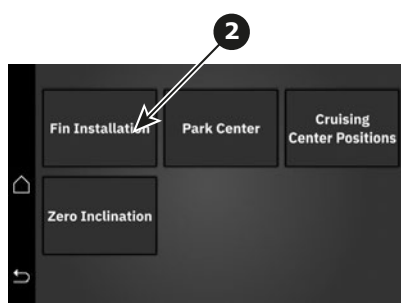 2
Fin Installation
Park Center
Cruising
Center Positions
Zero Inclination